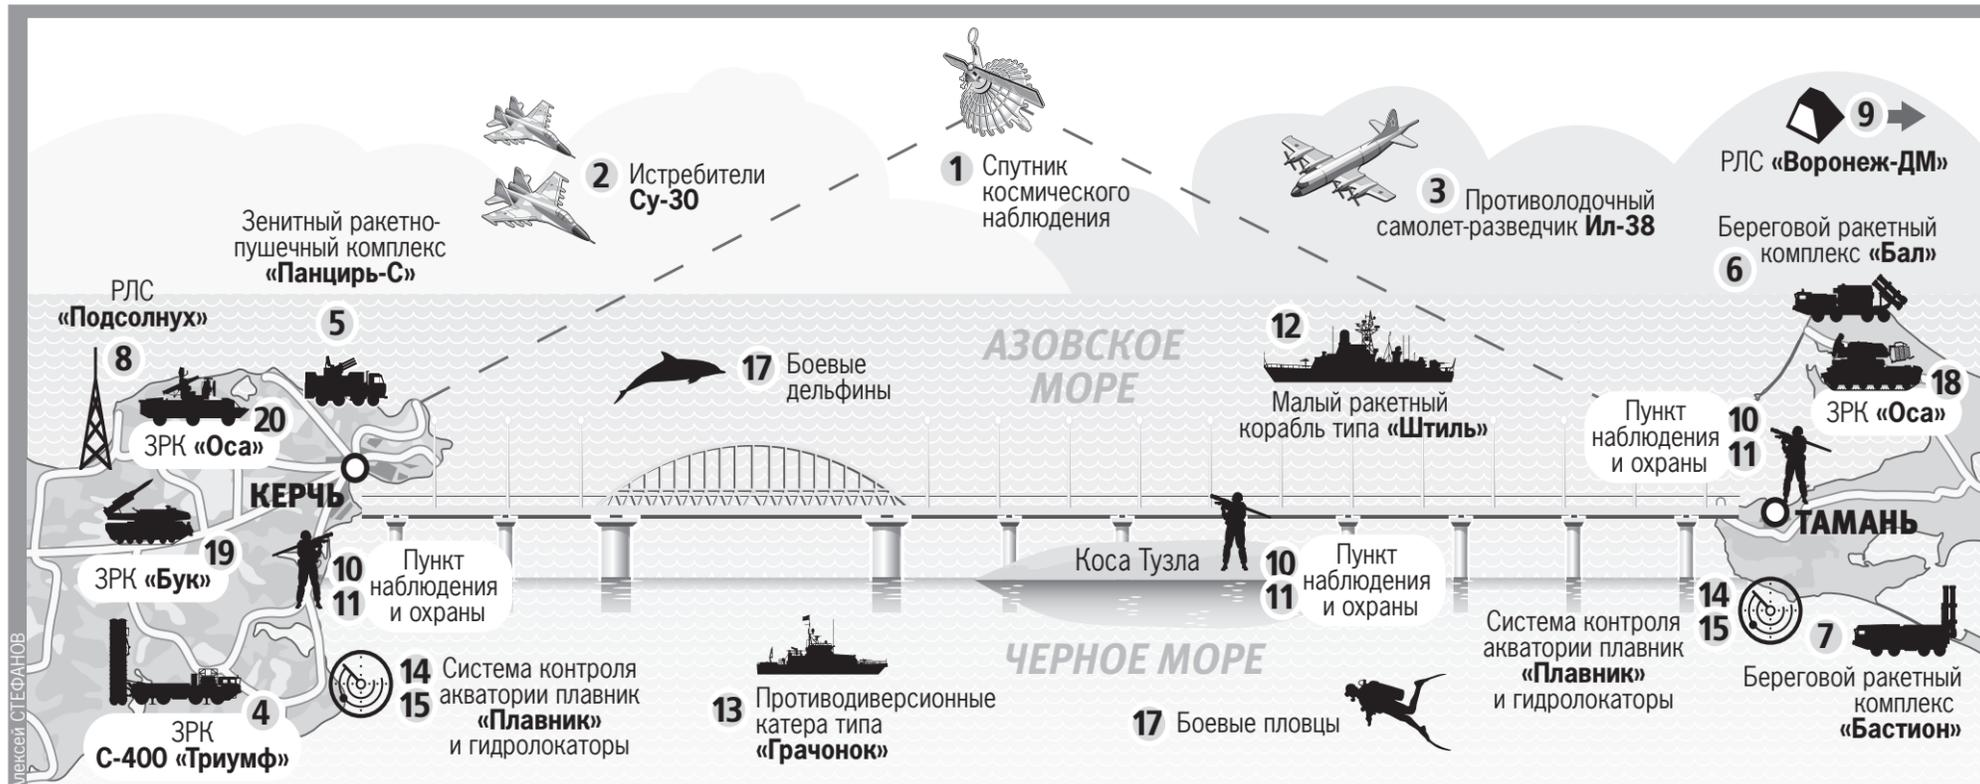 1 Спутник
космического
наблюдения
2 Истребители
Су-30
3 Противолодочный
самолет-разведчик Ил-38
9
РЛС «Воронеж-ДМ»
Зенитный ракетно-
пушечный комплекс
«Панцирь-С»
5
Береговой ракетный
комплекс «Бал»
6
РЛС
«Подсолнух»
8
17 Боевые
дельфины
АЗОВСКОЕ
МОРЕ
12
Малый ракетный
корабль типа «Штиль»
18
ЗРК «Оса»
20
ЗРК «Оса»
Пункт
наблюдения
и охраны
10
11
КЕРЧЬ
ТАМАНЬ
19
ЗРК «Бук»
10
11
Пункт
наблюдения
и охраны
Коса Тузла
10
11
Пункт
наблюдения
и охраны
ЧЕРНОЕ МОРЕ
4
ЗРК
С-400 «Триумф»
14
15
Система контроля
акватории плавник
«Плавник»
и гидролокаторы
13 Противодиверсионные
катера типа
«Грачонок»
17 Боевые пловцы
Система контроля
акватории плавник
«Плавник»
и гидролокаторы
14
15
7
Береговой ракетный
комплекс
«Бастион»
лексей СТЕФАНОВ